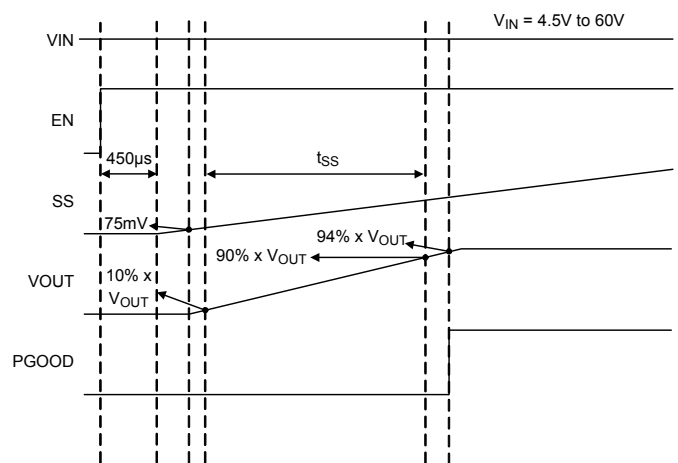 V_IN = 4.5V to 60V
VIN
EN
450µs
t_SS
SS
75mV
94% x V_OUT
90% x V_OUT
10% x
V_OUT
VOUT
PGOOD